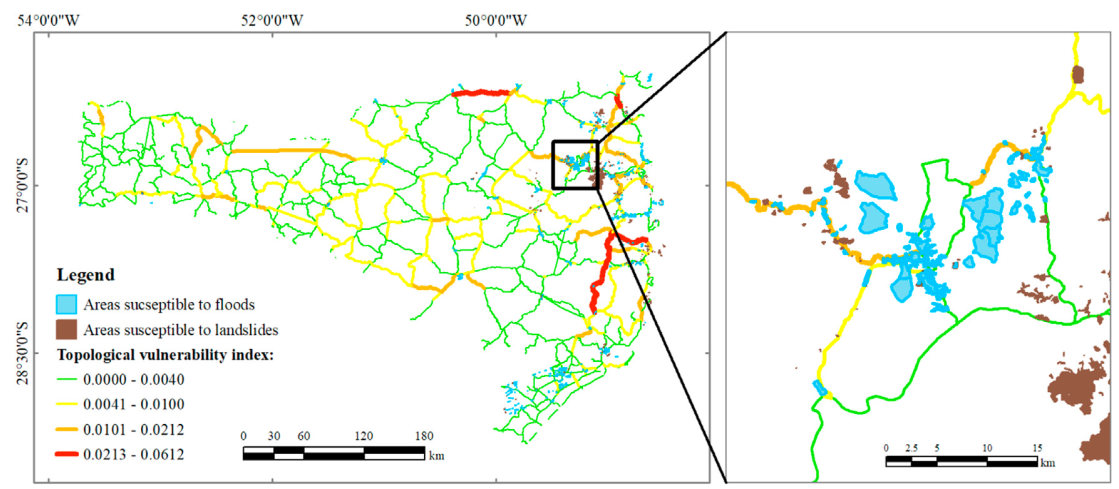 54°0'0"W 52°0'0"W 50°0'0"W
27°0'0"S
28°30'0"S
Legend
Areas sucseptible to floods
Areas susceptible to landslides
Topological vulnerability index:
0.0000 - 0.0040
0.0041 - 0.0100
0.0101 - 0.0212
0.0213 - 0.0612
0 30 60 120 180
km
0 2.5 5 10 15
km